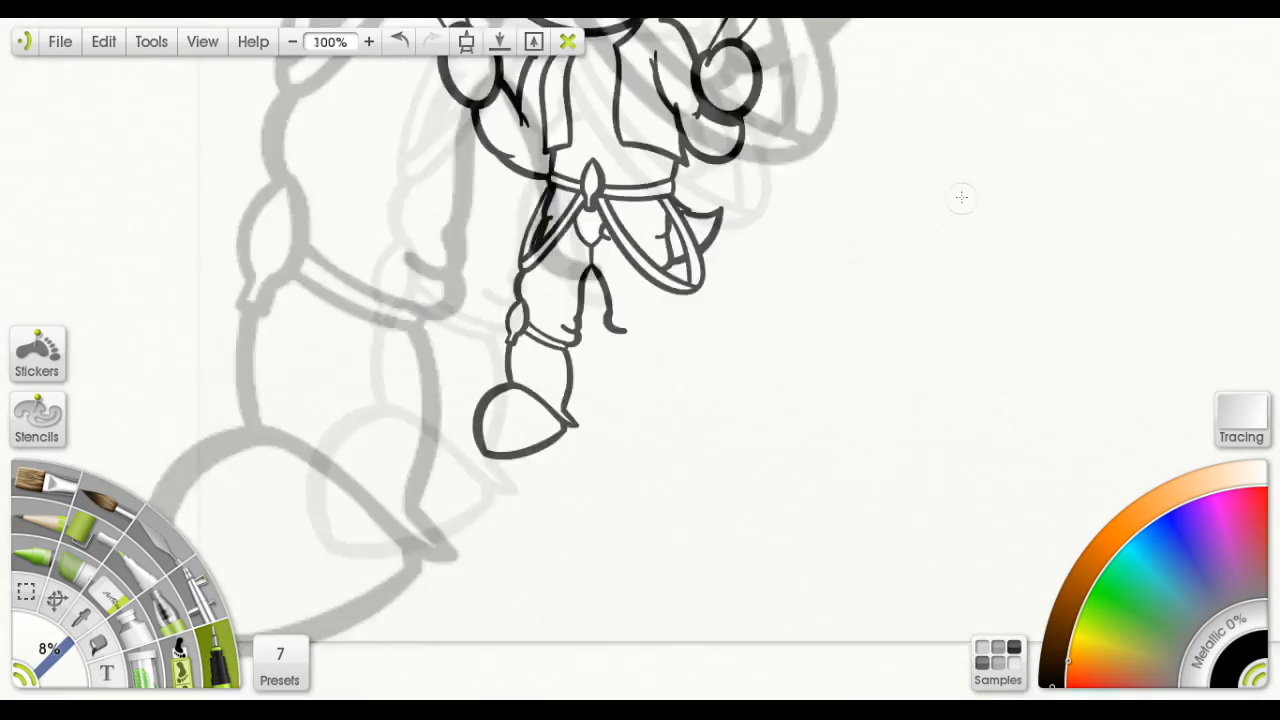 File Edit Tools View Help − 100% +
Stickers
Stencils
Tracing
8%
T
7
Presets
Samples
Metallic 0%